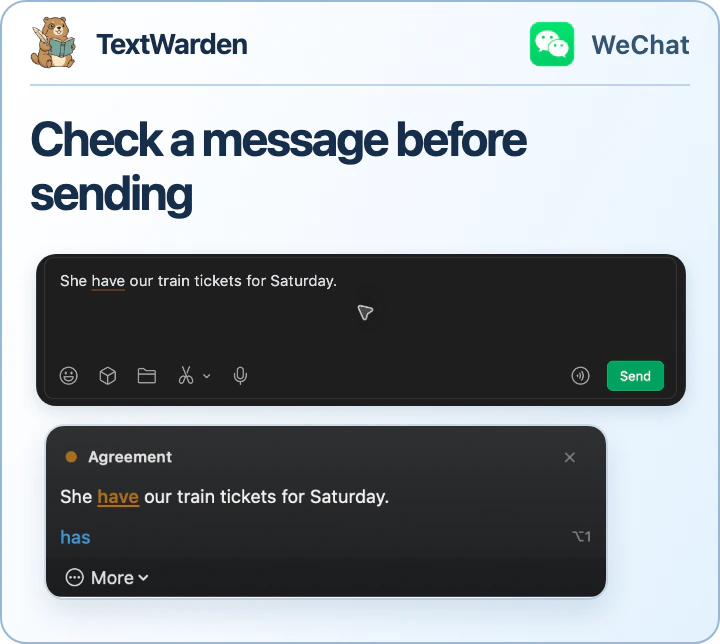 TextWarden
WeChat
Check a message before
sending
She have our train tickets for Saturday.
Send
Agreement
She have our train tickets for Saturday.
has
⌥1
More